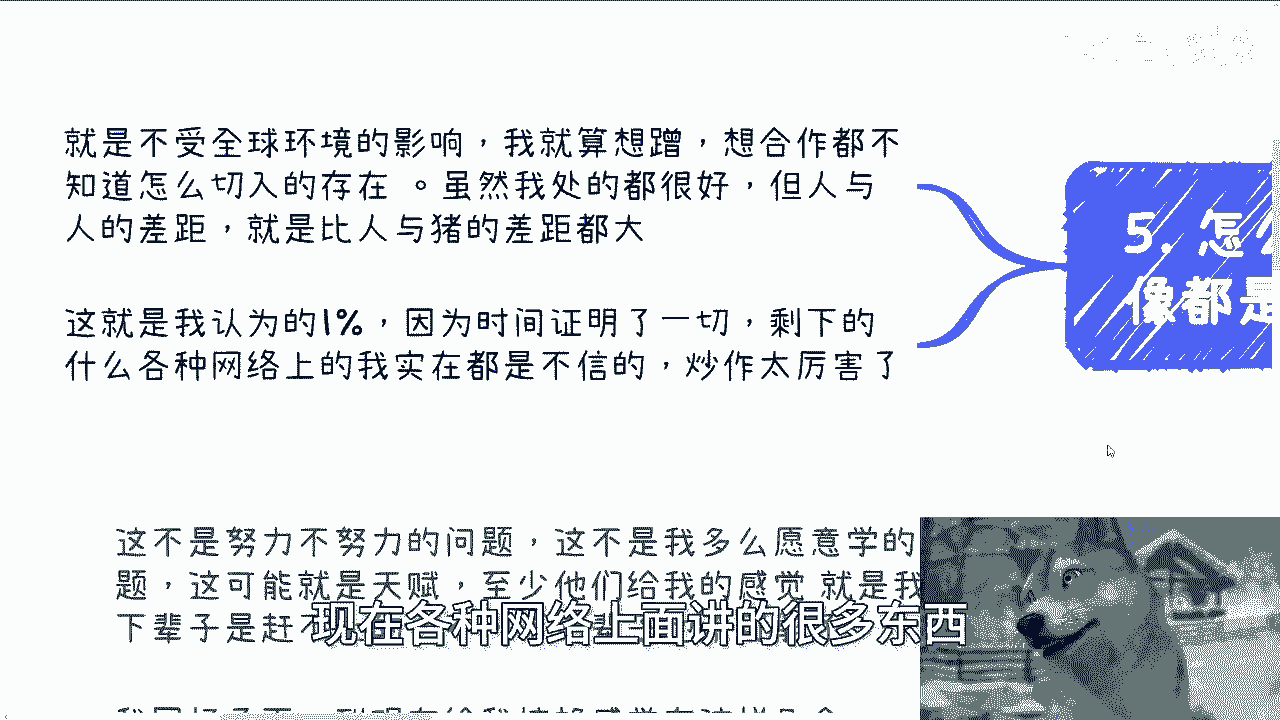 就是不受全球环境的影响，我就算想蹭，想合作都不
知道怎么切入的存在 。虽然我处的都很好，但人与
人的差距，就是比人与猪的差距都大
这就是我认为的1%，因为时间证明了一切，剩下的
什么各种网络上的我实在都是不信的，炒作太厉害了
5. 怎
像都是
这不是努力不努力的问题，这不是我多么愿意学的
题，这可能就是天赋，至少他们给我的感觉 就是我
下辈子是赶
现在各种网络上面讲的很多东西